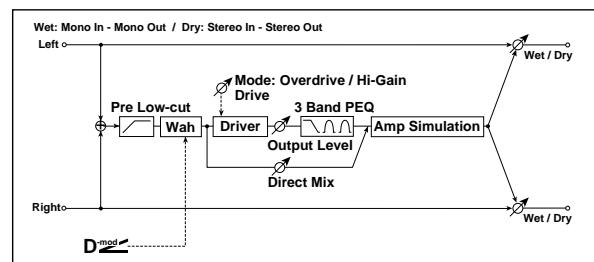 Wet: Mono In - Mono Out / Dry: Stereo In - Stereo Out
Left
Wet / Dry
Mode: Overdrive / Hi-Gain
Drive
Pre Low-cut
3 Band PEQ
Wah
Driver
Amp Simulation
Output Level
Direct Mix
Right
Wet / Dry
D-mod